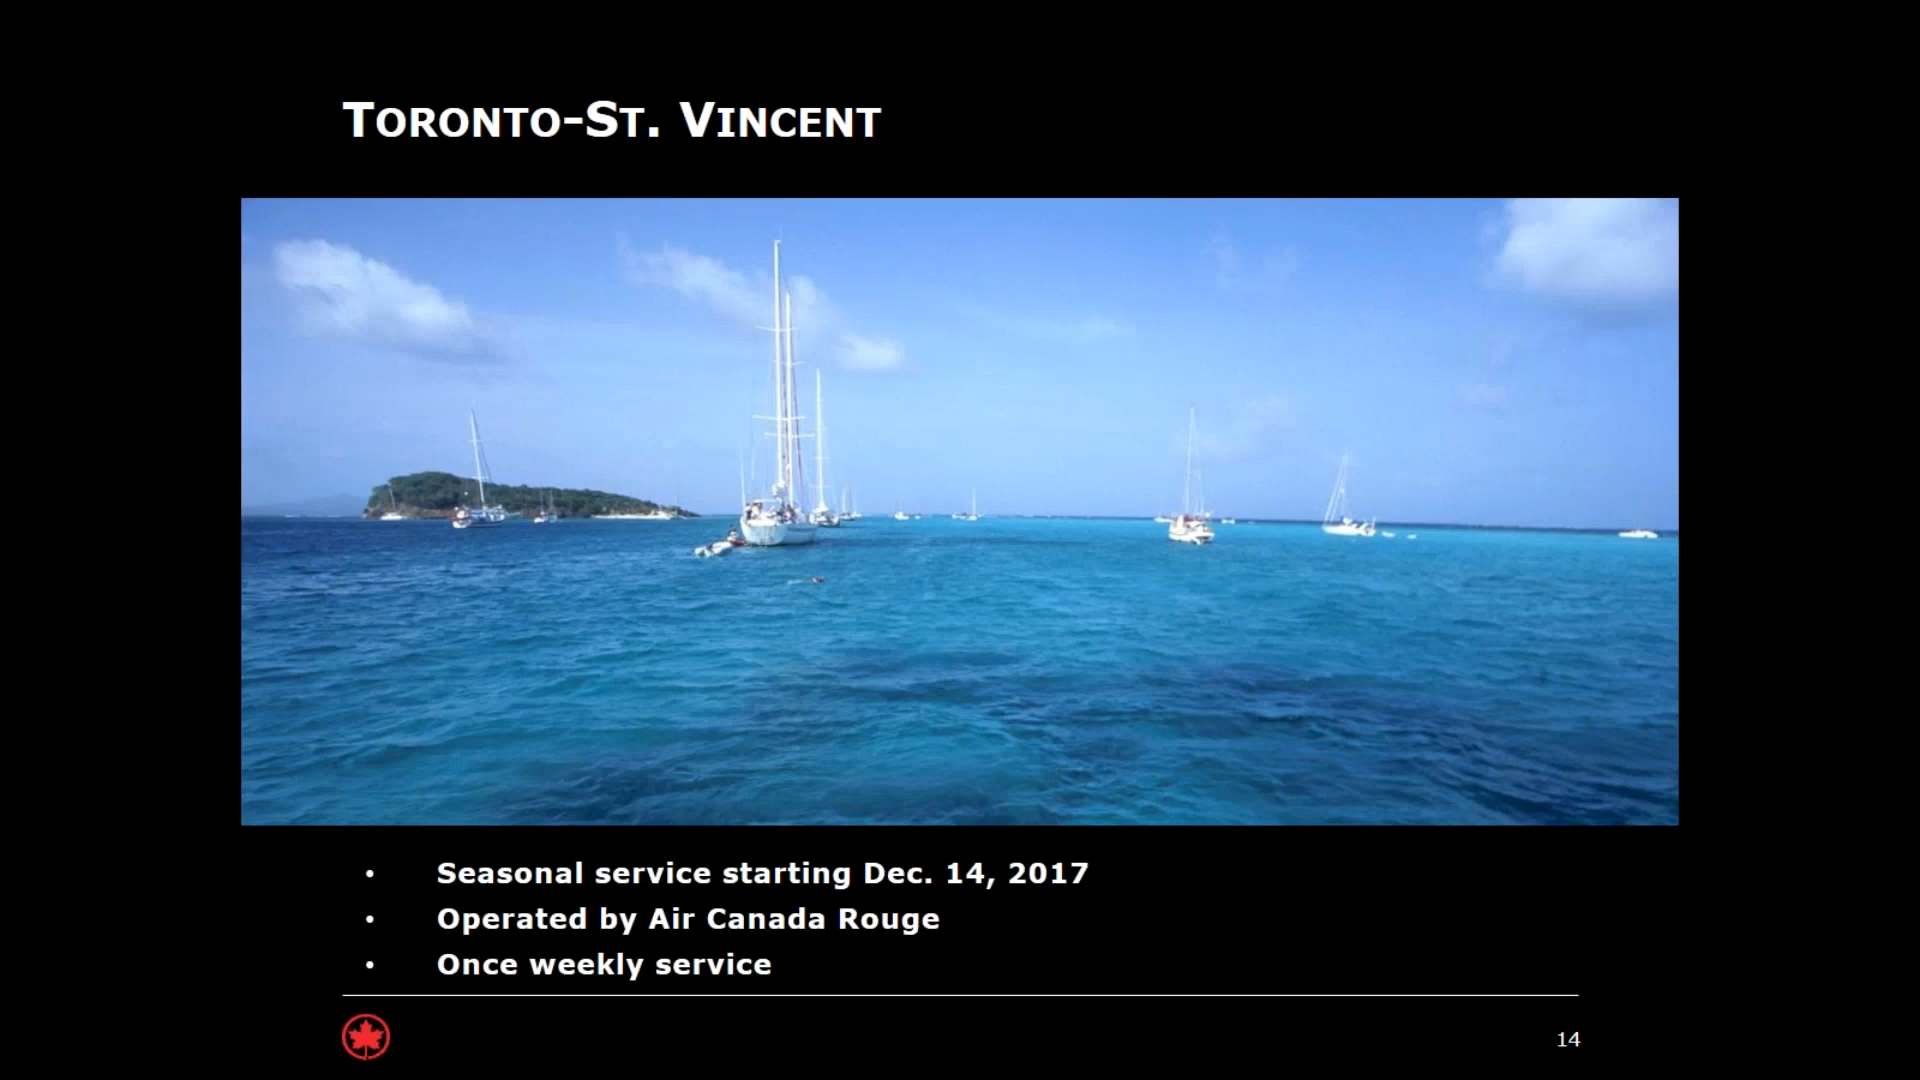 TORONTO-ST. VINCENT
• Seasonal service starting Dec. 14, 2017
• Operated by Air Canada Rouge
• Once weekly service
14